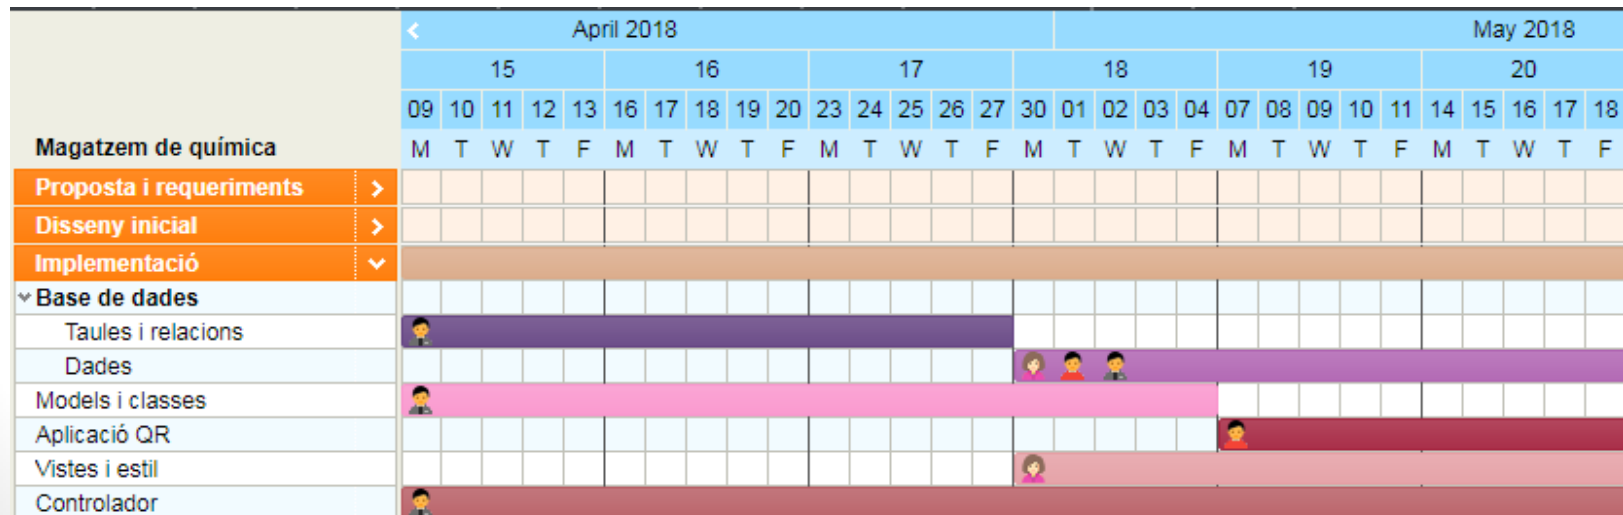 April 2018 May 2018
15 16 17 18 19 20
09 10 11 12 13 16 17 18 19 20 23 24 25 26 27 30 01 02 03 04 07 08 09 10 11 14 15 16 17 18
Magatzem de química M T W T F M T W T F M T W T F M T W T F M T W T F M T W T F
Proposta i requeriments
Disseny inicial
Implementació
Base de dades
Taules i relacions
Dades
Models i classes
Aplicació QR
Vistes i estil
Controlador